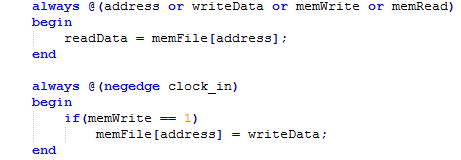 always @(address or writeData or memWrite or memRead)
begin
    readData = memFile[address];
end
always @(negedge clock_in)
begin
    if(memWrite == 1)
        memFile[address] = writeData;
end